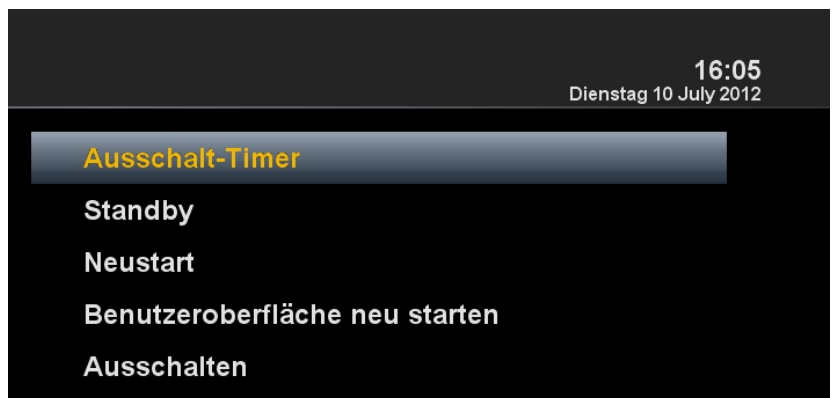 16:05
Dienstag 10 July 2012
Ausschalt-Timer
Standby
Neustart
Benutzeroberfläche neu starten
Ausschalten